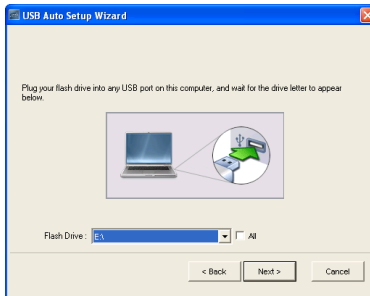 USB Auto Setup Wizard
Plug your flash drive into any USB port on this computer, and wait for the drive letter to appear
below.
Flash Drive : E:\ All
< Back Next > Cancel